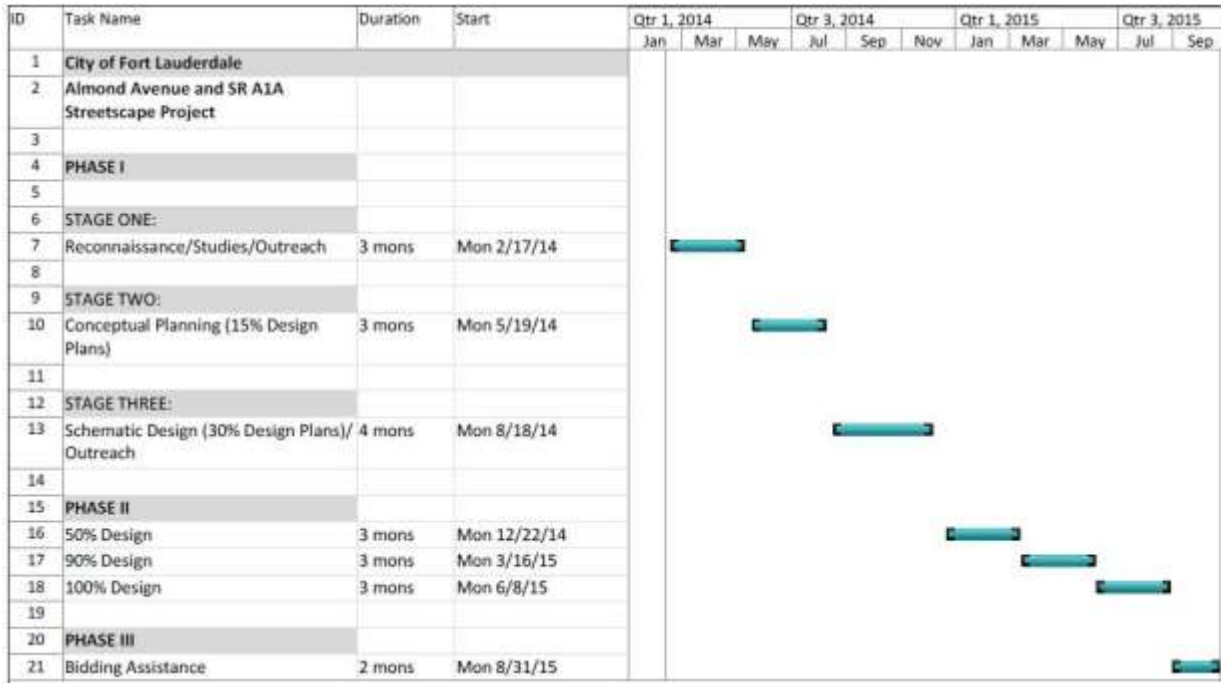 ID Task Name Duration Start Qtr 1, 2014 Qtr 3, 2014 Qtr 1, 2015 Qtr 3, 2015
Jan Mar May Jul Sep Nov Jan Mar May Jul Sep
1 City of Fort Lauderdale
2 Almond Avenue and SR A1A
Streetscape Project
3
4 PHASE I
5
6 STAGE ONE:
7 Reconnaissance/Studies/Outreach 3 mons Mon 2/17/14
8
9 STAGE TWO:
10 Conceptual Planning (15% Design 3 mons Mon 5/19/14
Plans)
11
12 STAGE THREE:
13 Schematic Design (30% Design Plans)/ 4 mons Mon 8/18/14
Outreach
14
15 PHASE II
16 50% Design 3 mons Mon 12/22/14
17 90% Design 3 mons Mon 3/16/15
18 100% Design 3 mons Mon 6/8/15
19
20 PHASE III
21 Bidding Assistance 2 mons Mon 8/31/15